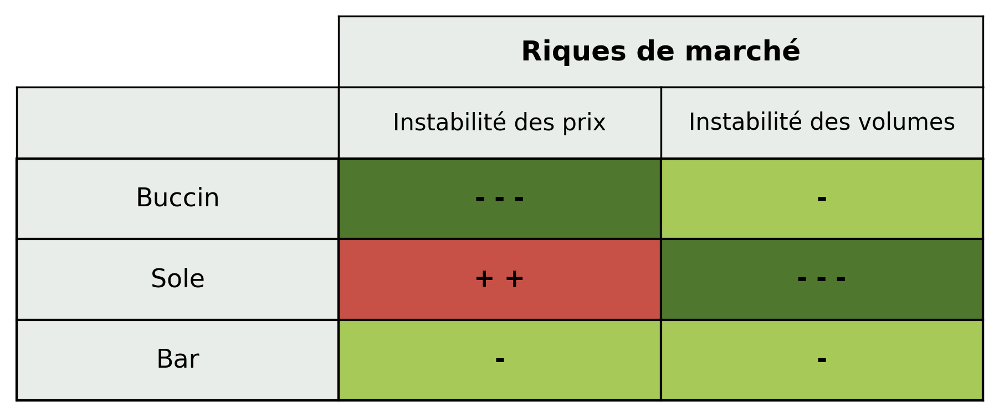 Riques de marché
Instabilité des prix Instabilité des volumes
Buccin - - - -
Sole + + - - -
Bar - -